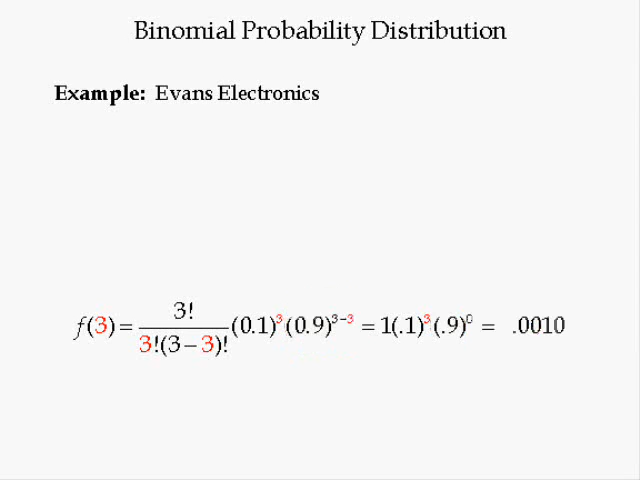 Binomial Probability Distribution
Example: Evans Electronics
f(3) = 3!/(3!(3−3)!) (0.1)³(0.9)³⁻³ = 1(.1)³(.9)⁰ = .0010